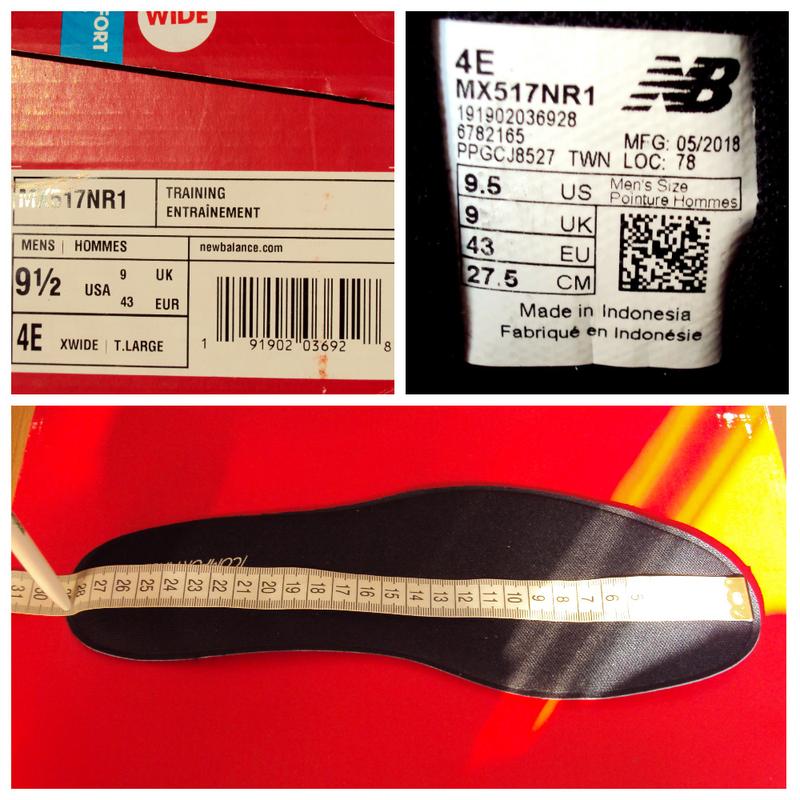 FORT
WIDE
MX517NR1
TRAINING
ENTRAÎNEMENT
MENS | HOMMES
newbalance.com
9½ USA 9 UK
43 EUR
4E XWIDE | T.LARGE
1 91902 03692 8
4E
MX517NR1
191902036928
6782165
PPGCJ8527 TWN
NB
MFG: 05/2018
LOC: 78
9.5 US
Men's Size
Pointure Hommes
9 UK
43 EU
27.5 CM
Made in Indonesia
Fabriqué en Indonésie
31 30 28 27 26 25 24 23 22 21 20 19 18 17 16 15 14 13 12 11 10 9 8 7 6 5